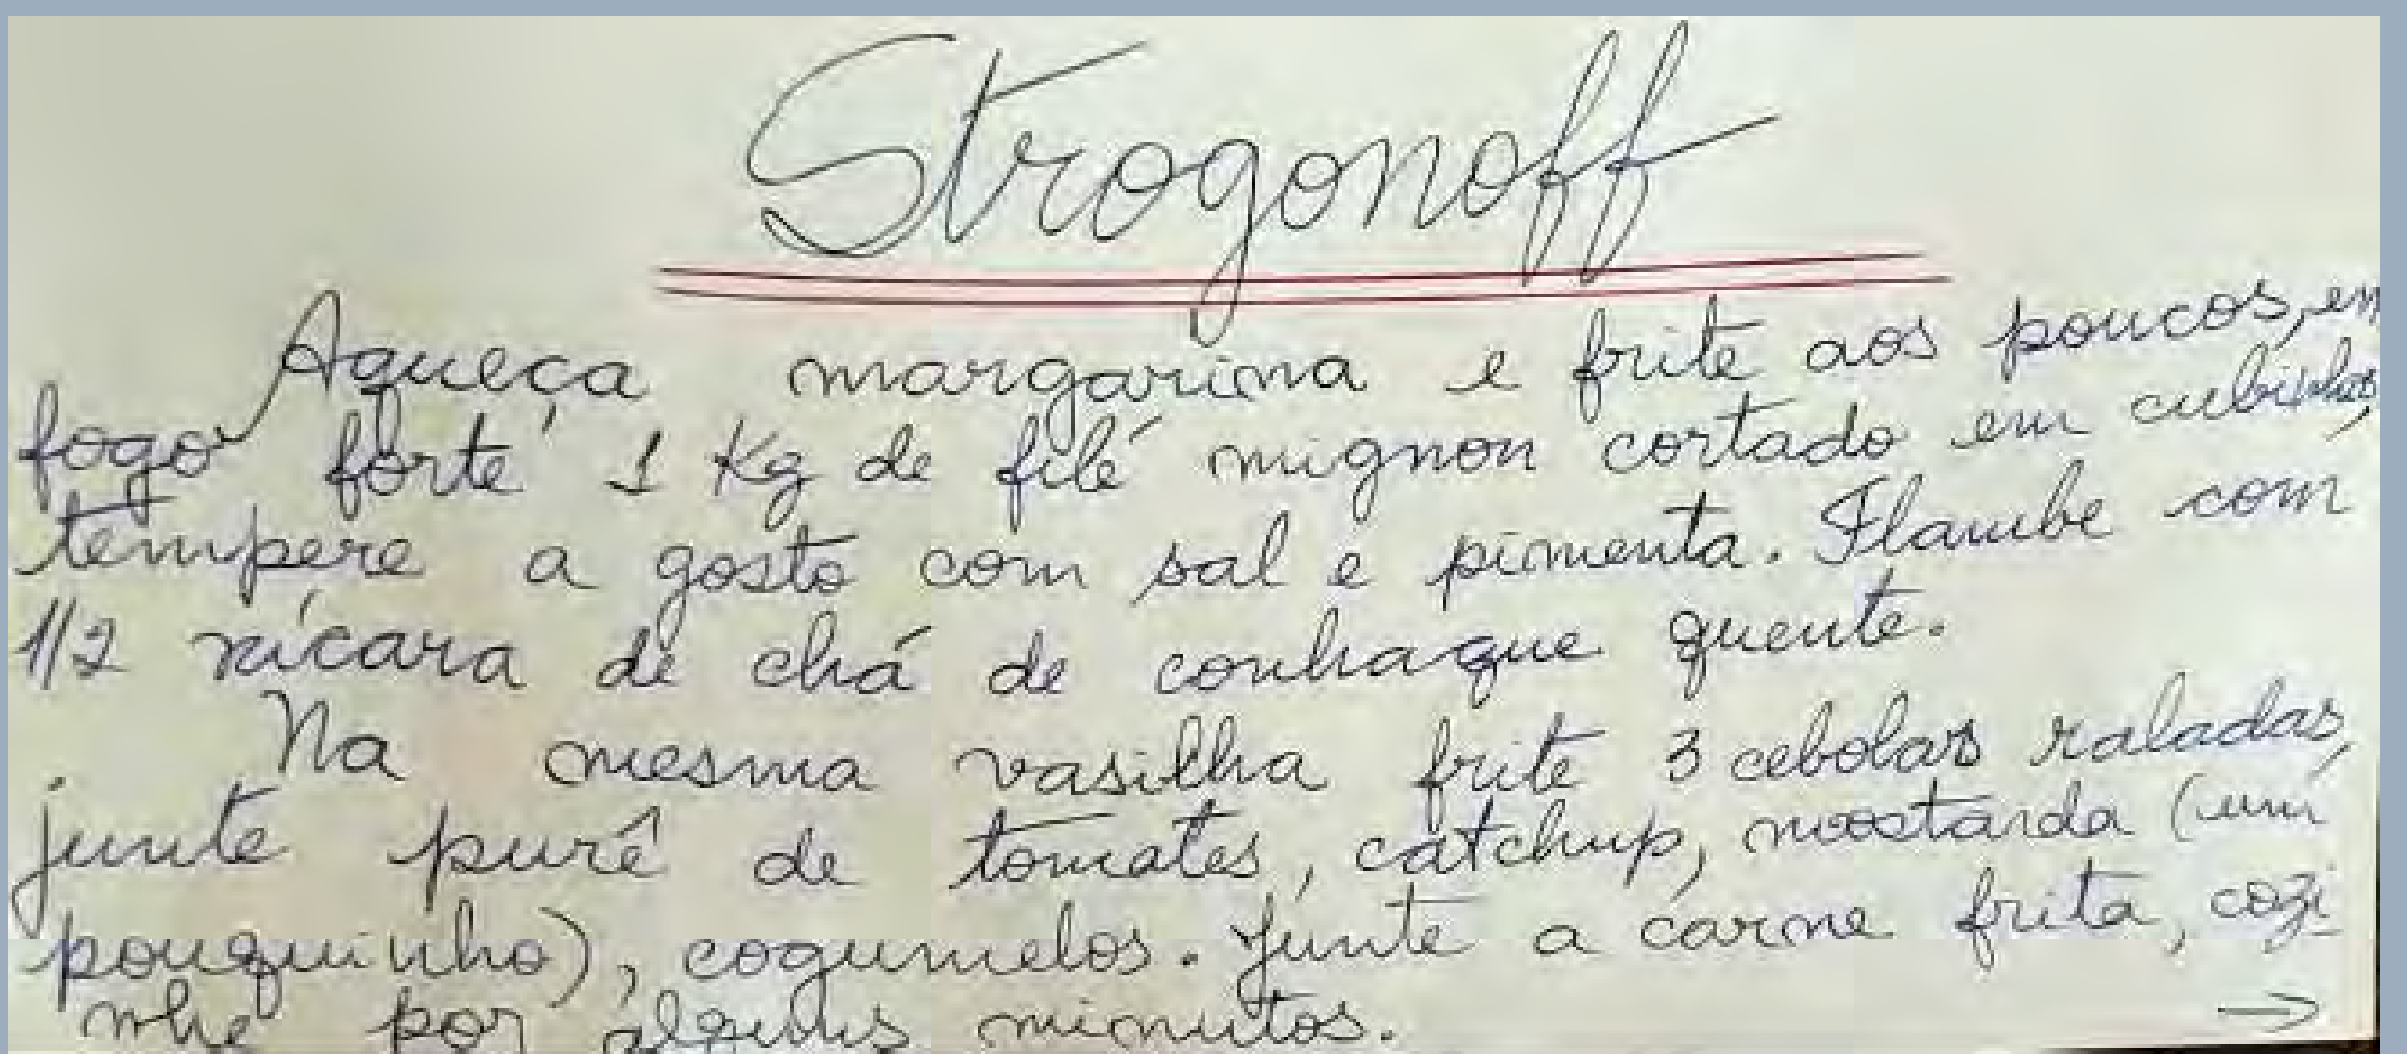 Strogonoff
Aqueça margarina e frite aos poucos, em
fogo forte 1 Kg de filé mignon cortado em cubinhos,
tempere a gosto com sal e pimenta. Flambe com
1/2 xícara de chá de conhaque quente.
Na mesma vasilha frite 3 cebolas raladas,
junte purê de tomates, catchup, mostarda (um
pouquinho), cogumelos. Junte a carne frita, cozi
nhe por alguns minutos.
→